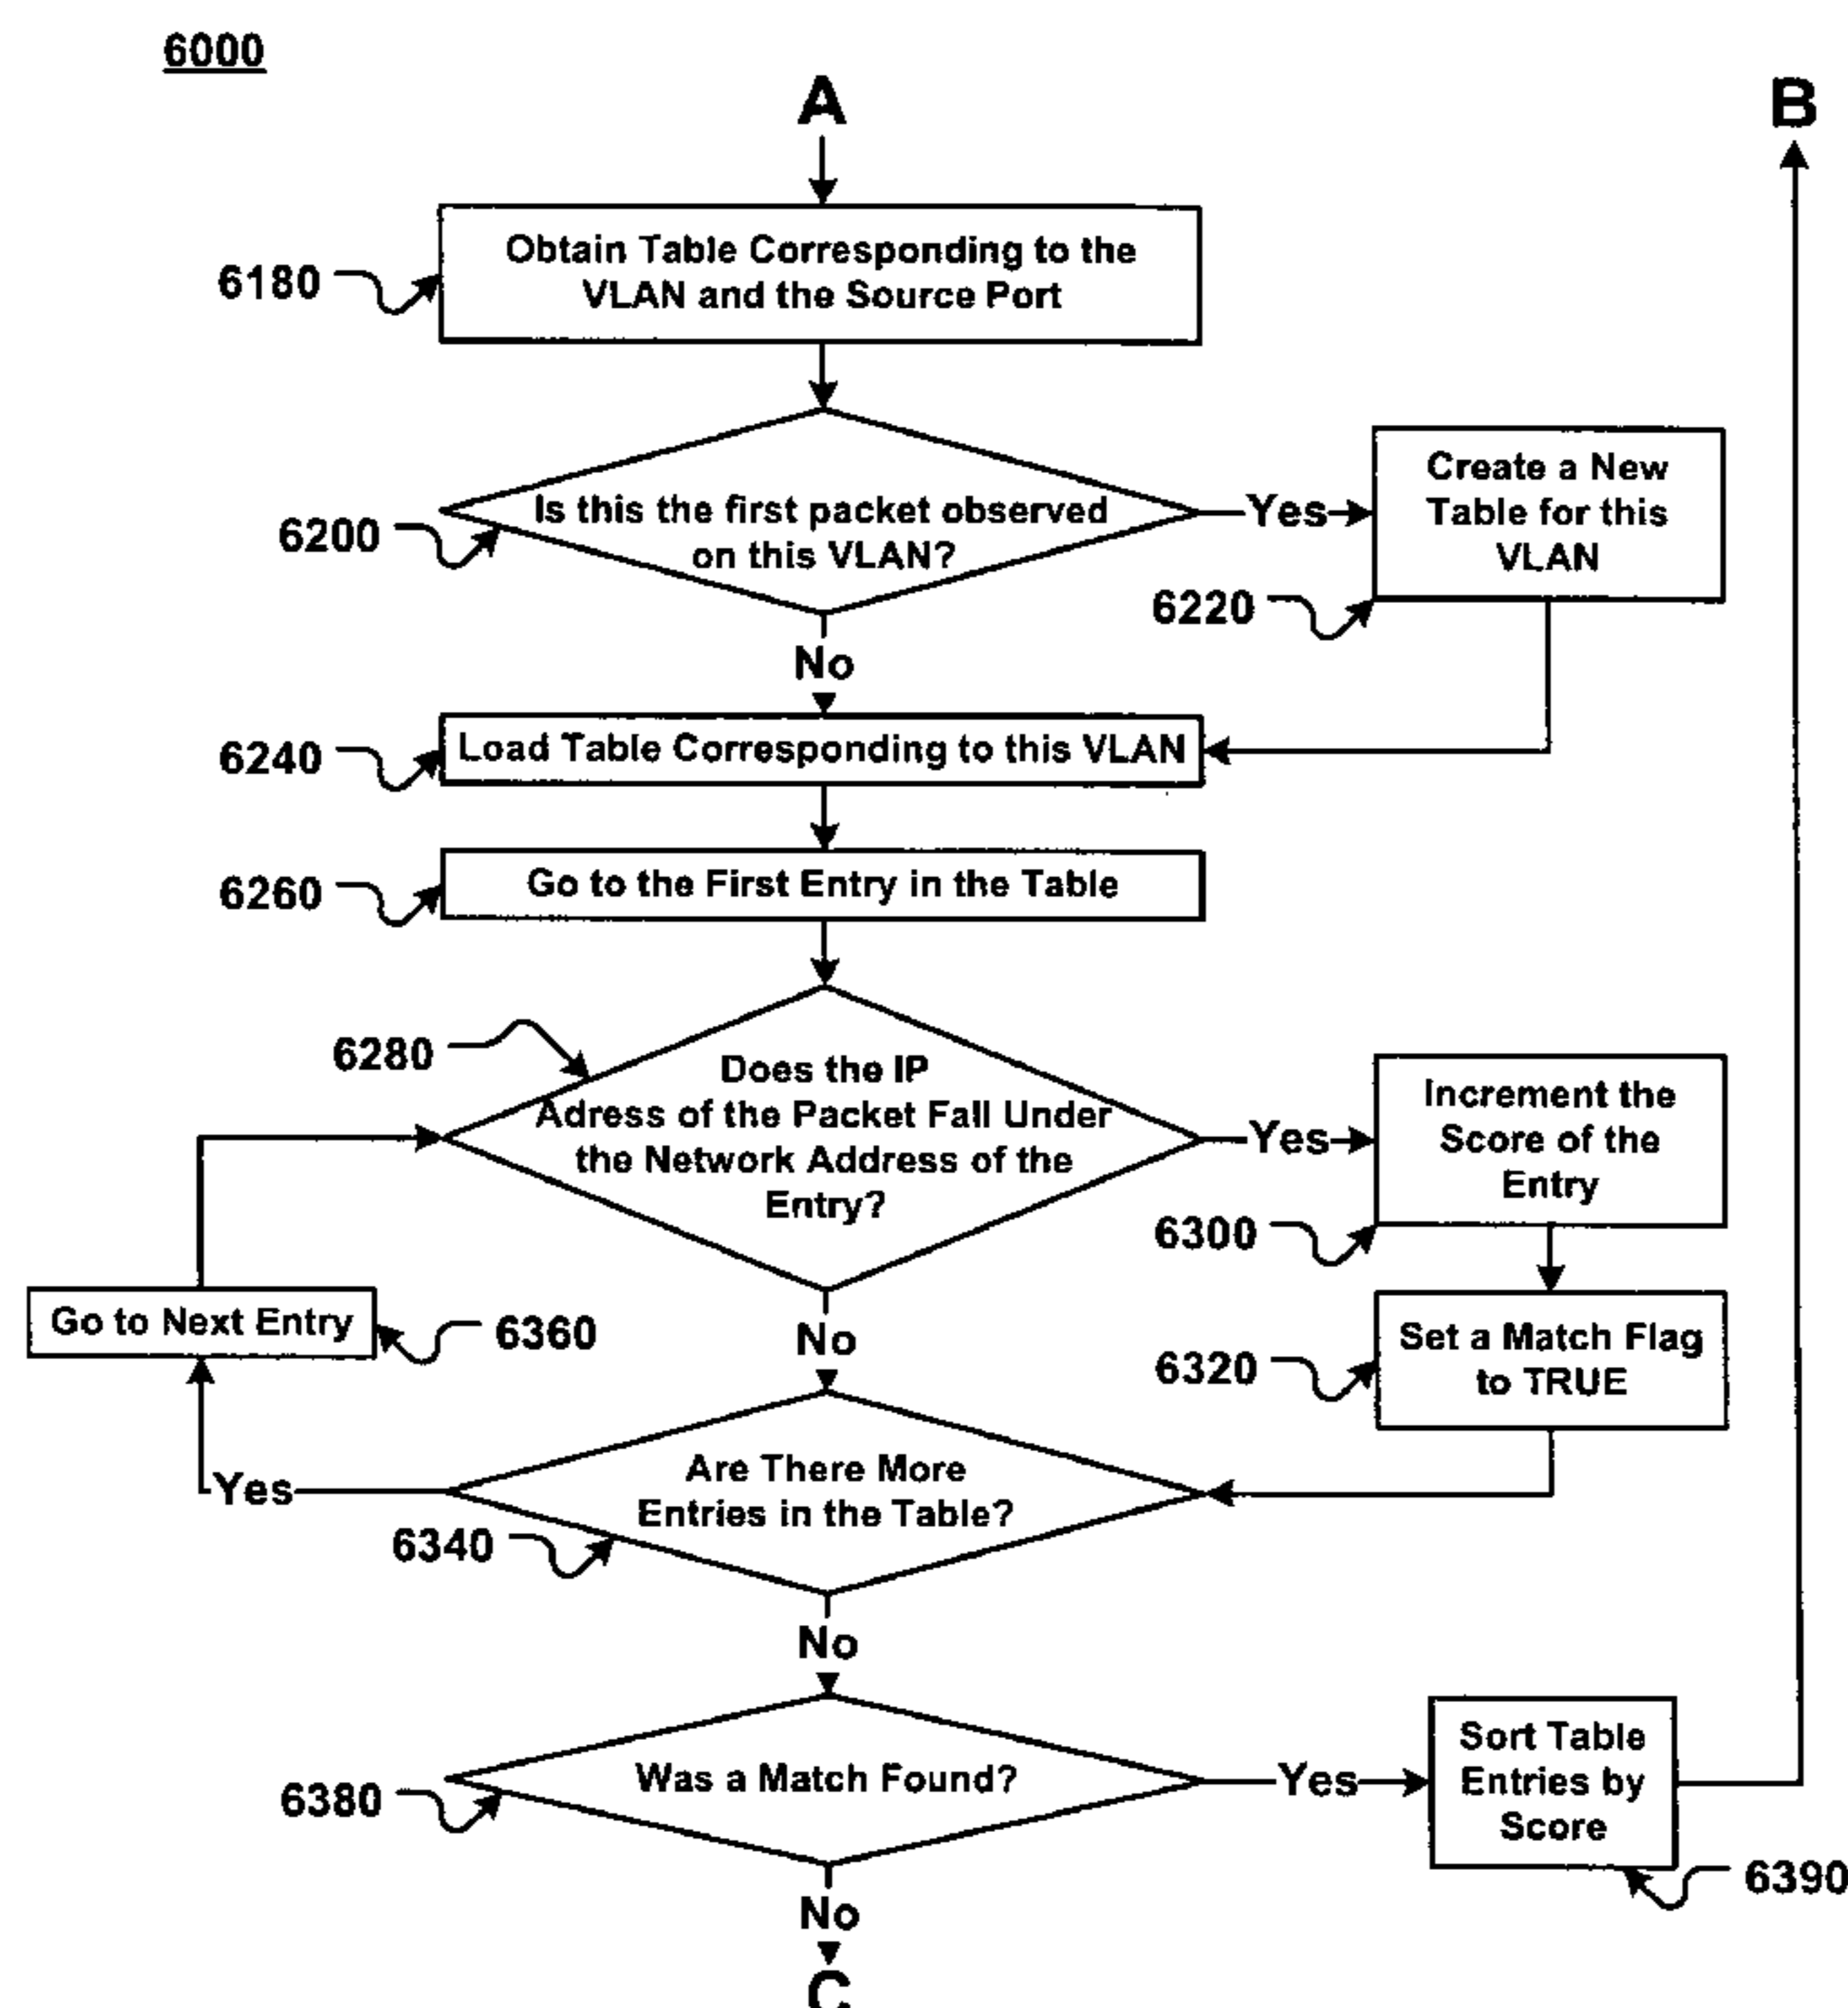 6000
A
B
Obtain Table Corresponding to the
VLAN and the Source Port
6180
Is this the first packet observed
on this VLAN?
6200
Yes
Create a New
Table for this
VLAN
6220
No
Load Table Corresponding to this VLAN
6240
Go to the First Entry in the Table
6260
6280
Does the IP
Adress of the Packet Fall Under
the Network Address of the
Entry?
Yes
Increment the
Score of the
Entry
6300
Go to Next Entry
6360
No
Set a Match Flag
to TRUE
6320
Are There More
Entries in the Table?
Yes
6340
No
Was a Match Found?
6380
Yes
Sort Table
Entries by
Score
6390
No
C